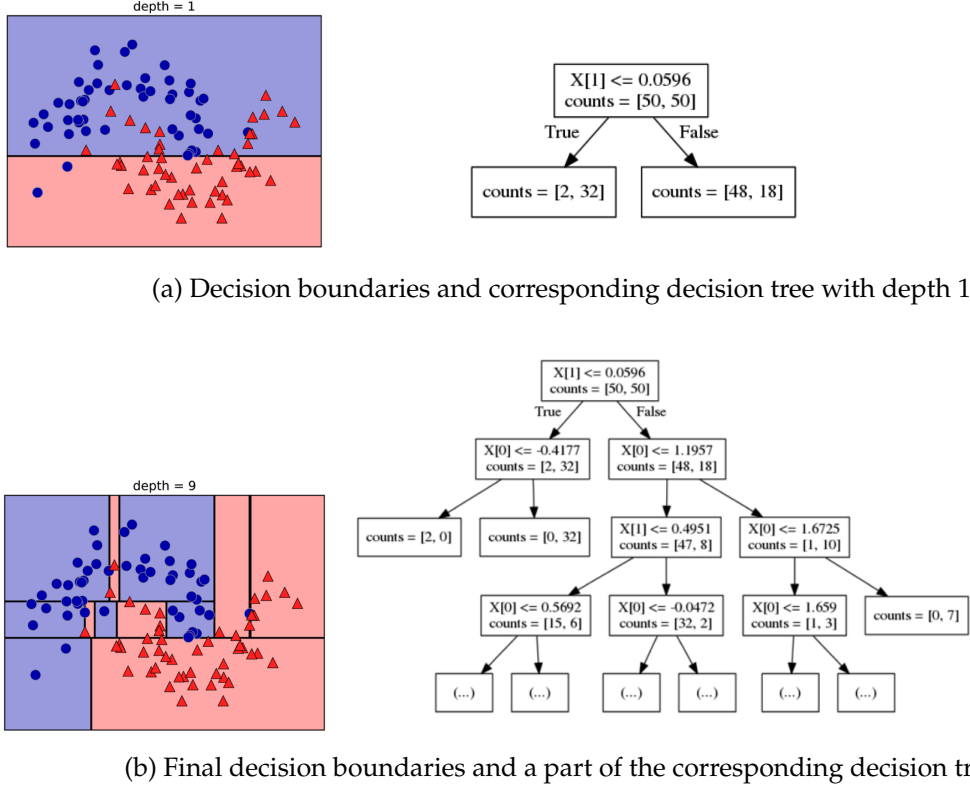 depth = 1
X[1] <= 0.0596
counts = [50, 50]
True
False
counts = [2, 32]
counts = [48, 18]
(a) Decision boundaries and corresponding decision tree with depth 1
X[1] <= 0.0596
counts = [50, 50]
True
False
X[0] <= -0.4177
counts = [2, 32]
X[0] <= 1.1957
counts = [48, 18]
depth = 9
counts = [2, 0]
counts = [0, 32]
X[1] <= 0.4951
counts = [47, 8]
X[0] <= 1.6725
counts = [1, 10]
X[0] <= 0.5692
counts = [15, 6]
X[0] <= -0.0472
counts = [32, 2]
X[0] <= 1.659
counts = [1, 3]
counts = [0, 7]
(...)
(...)
(...)
(...)
(...)
(...)
(b) Final decision boundaries and a part of the corresponding decision tr